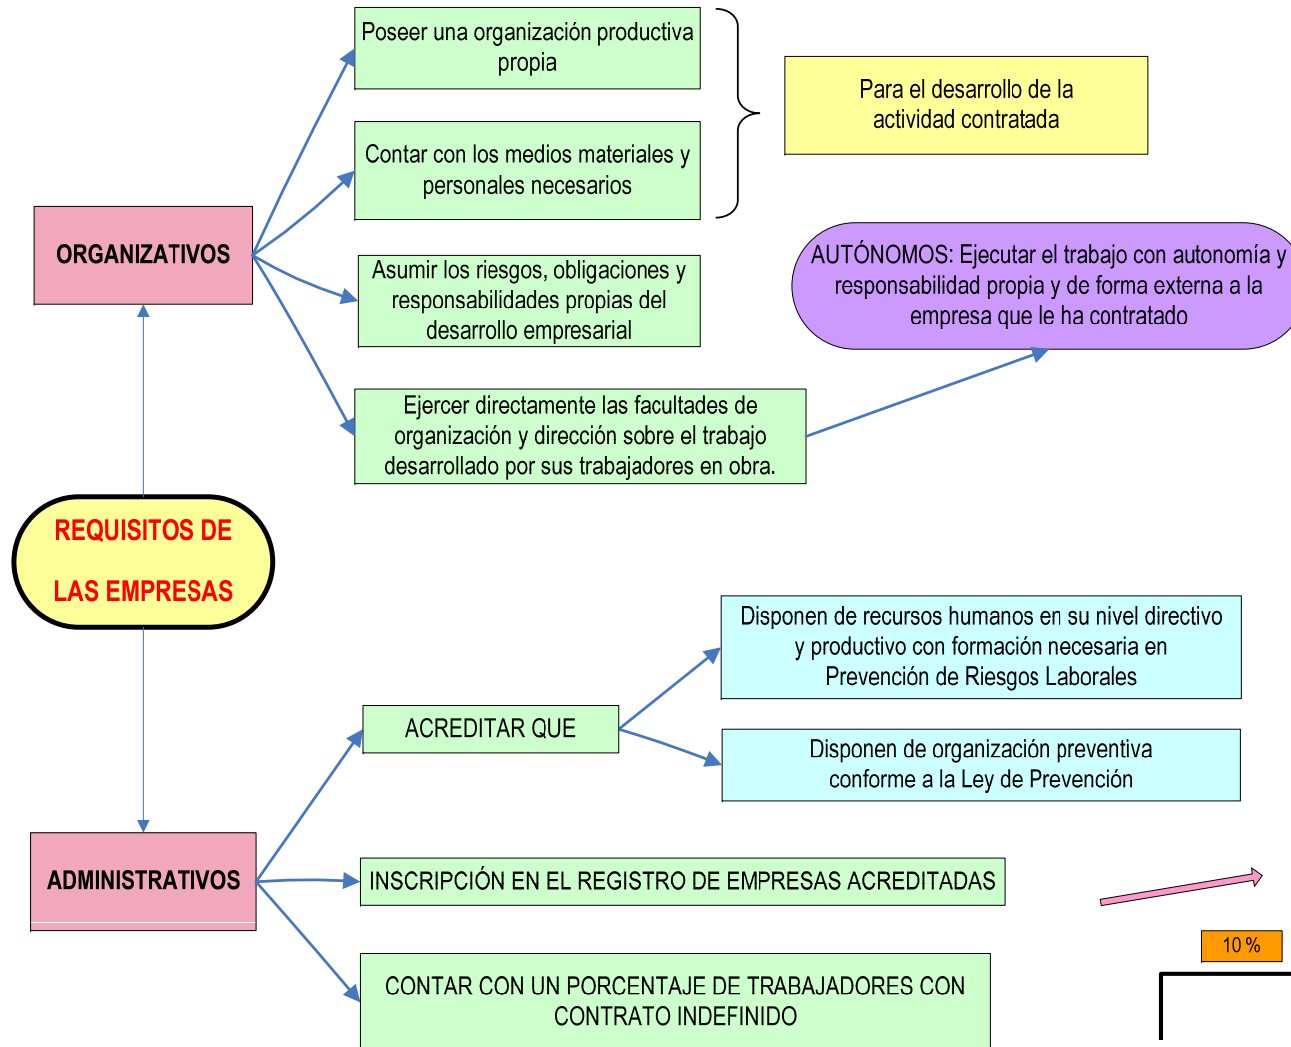 Poseer una organización productiva
propia
Para el desarrollo de la
actividad contratada
Contar con los medios materiales y
personales necesarios
ORGANIZATIVOS
Asumir los riesgos, obligaciones y
responsabilidades propias del
desarrollo empresarial
AUTÓNOMOS: Ejecutar el trabajo con autonomía y
responsabilidad propia y de forma externa a la
empresa que le ha contratado
Ejercer directamente las facultades de
organización y dirección sobre el trabajo
desarrollado por sus trabajadores en obra.
REQUISITOS DE
LAS EMPRESAS
Disponen de recursos humanos en su nivel directivo
y productivo con formación necesaria en
Prevención de Riesgos Laborales
ACREDITAR QUE
Disponen de organización preventiva
conforme a la Ley de Prevención
ADMINISTRATIVOS
INSCRIPCIÓN EN EL REGISTRO DE EMPRESAS ACREDITADAS
10 %
CONTAR CON UN PORCENTAJE DE TRABAJADORES CON
CONTRATO INDEFINIDO